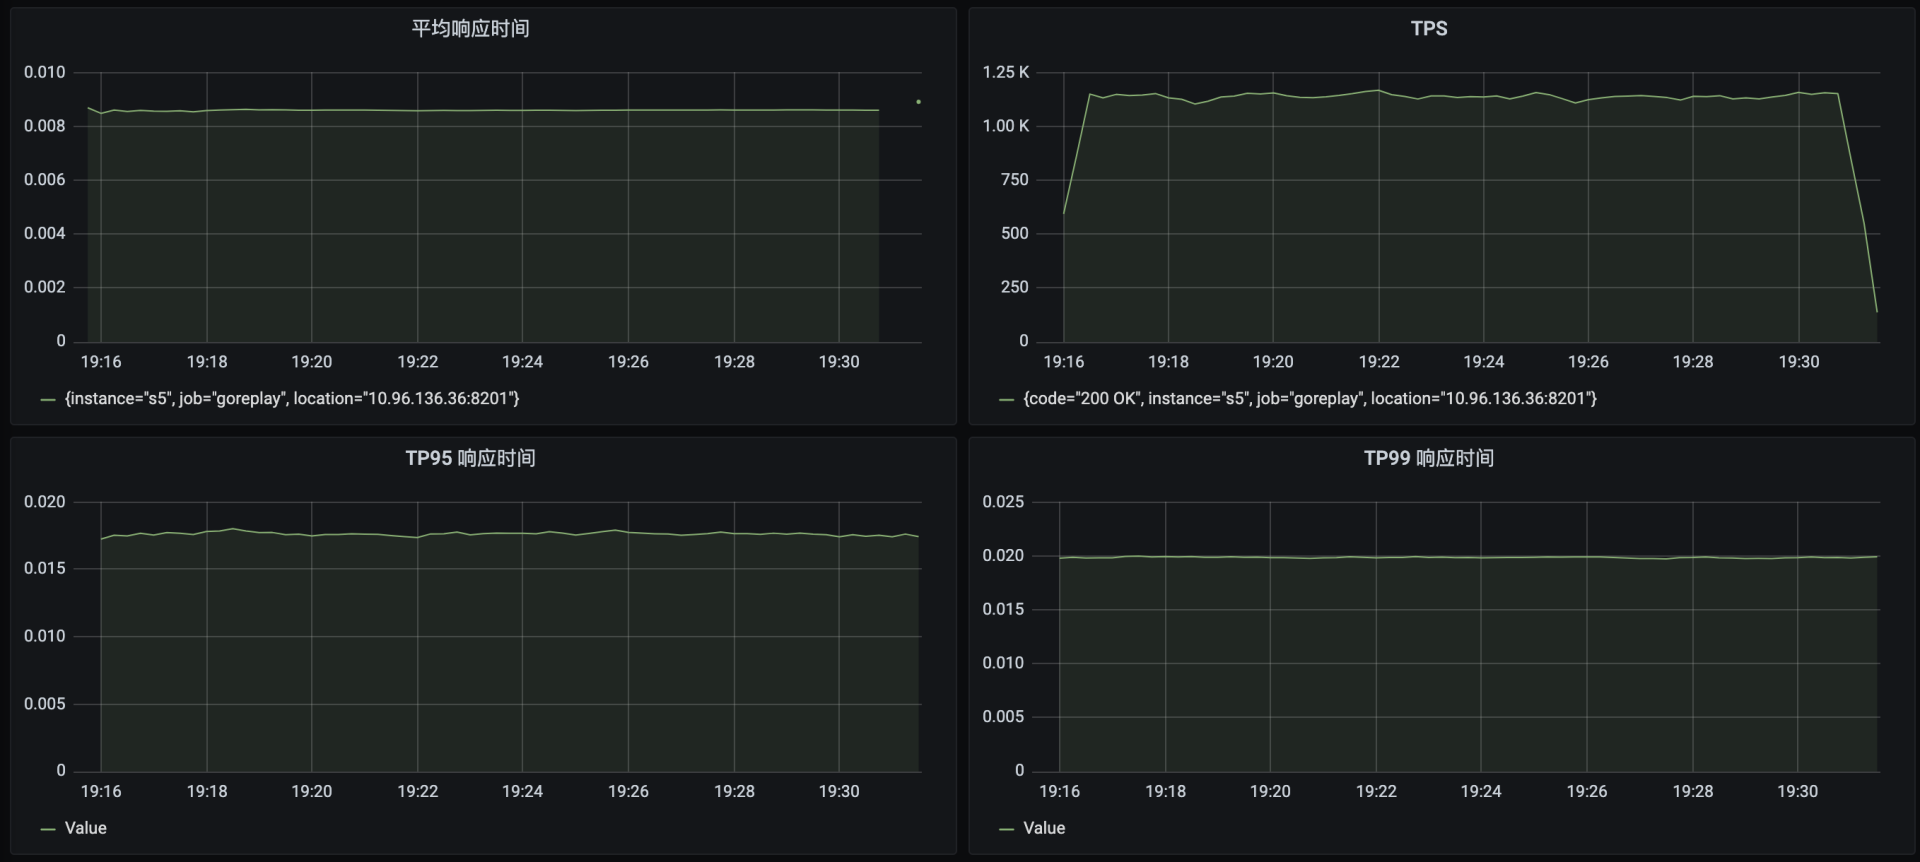 平均响应时间
0.010
0.008
0.006
0.004
0.002
0
19:16 19:18 19:20 19:22 19:24 19:26 19:28 19:30
{instance="s5", job="goreplay", location="10.96.136.36:8201"}
TPS
1.25 K
1.00 K
750
500
250
0
19:16 19:18 19:20 19:22 19:24 19:26 19:28 19:30
{code="200 OK", instance="s5", job="goreplay", location="10.96.136.36:8201"}
TP95 响应时间
0.020
0.015
0.010
0.005
0
19:16 19:18 19:20 19:22 19:24 19:26 19:28 19:30
Value
TP99 响应时间
0.025
0.020
0.015
0.010
0.005
0
19:16 19:18 19:20 19:22 19:24 19:26 19:28 19:30
Value